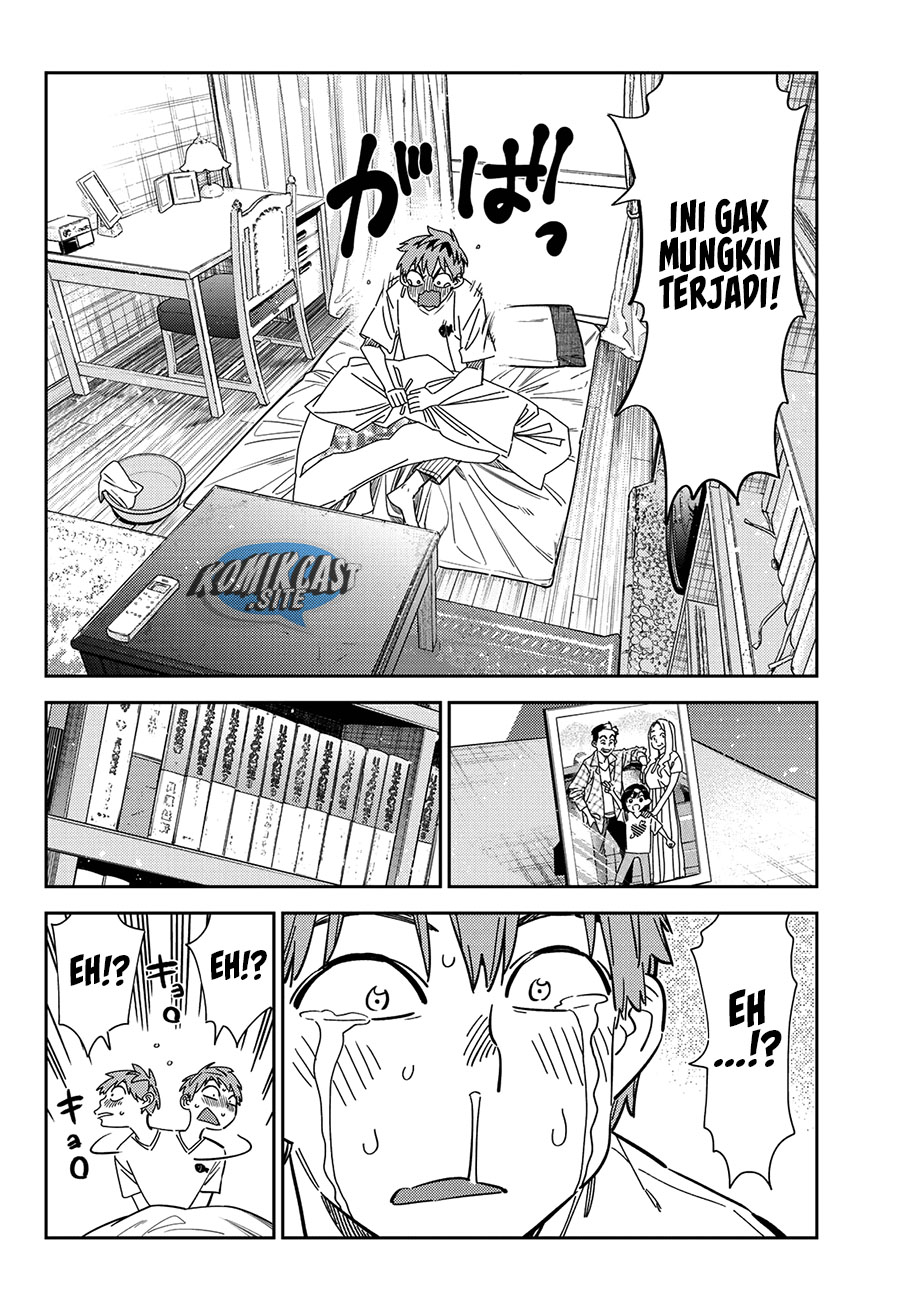 INI GAK
MUNGKIN
TERJADI!
がばっ
KOMIKCAST
.SITE
EH
....!?
EH!?
キョロ
EH!?
キョロ